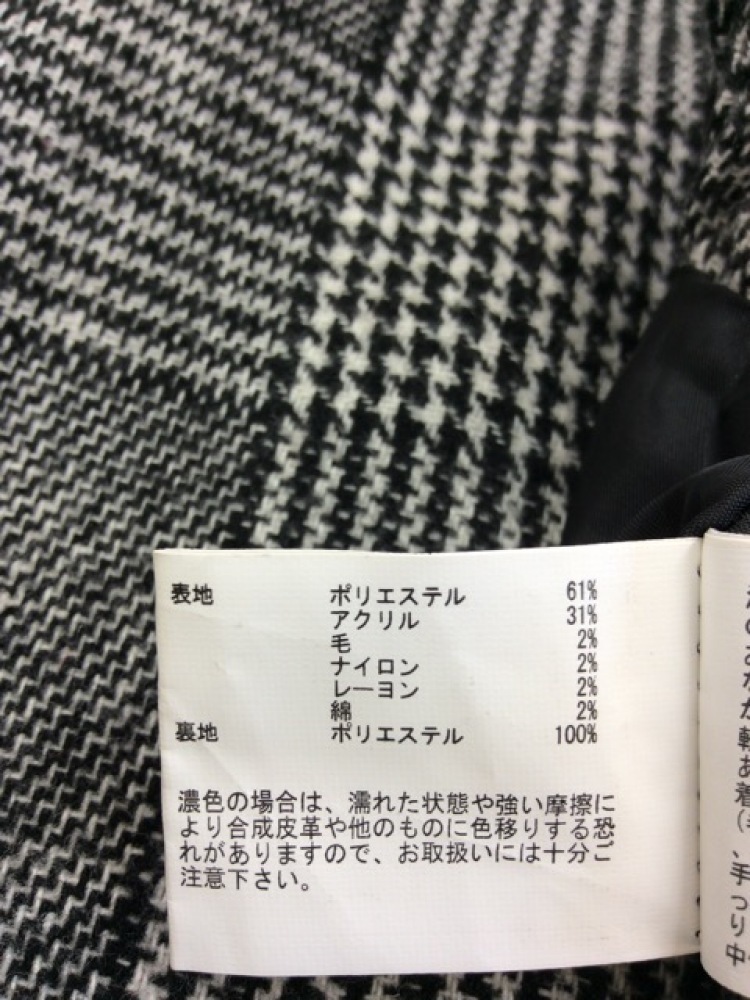 表地 ポリエステル 61%
アクリル 31%
毛 2%
ナイロン 2%
レーヨン 2%
綿 2%
裏地 ポリエステル 100%
濃色の場合は、濡れた状態や強い摩擦に
より合成皮革や他のものに色移りする恐
れがありますので、お取扱いには十分ご
注意下さい。